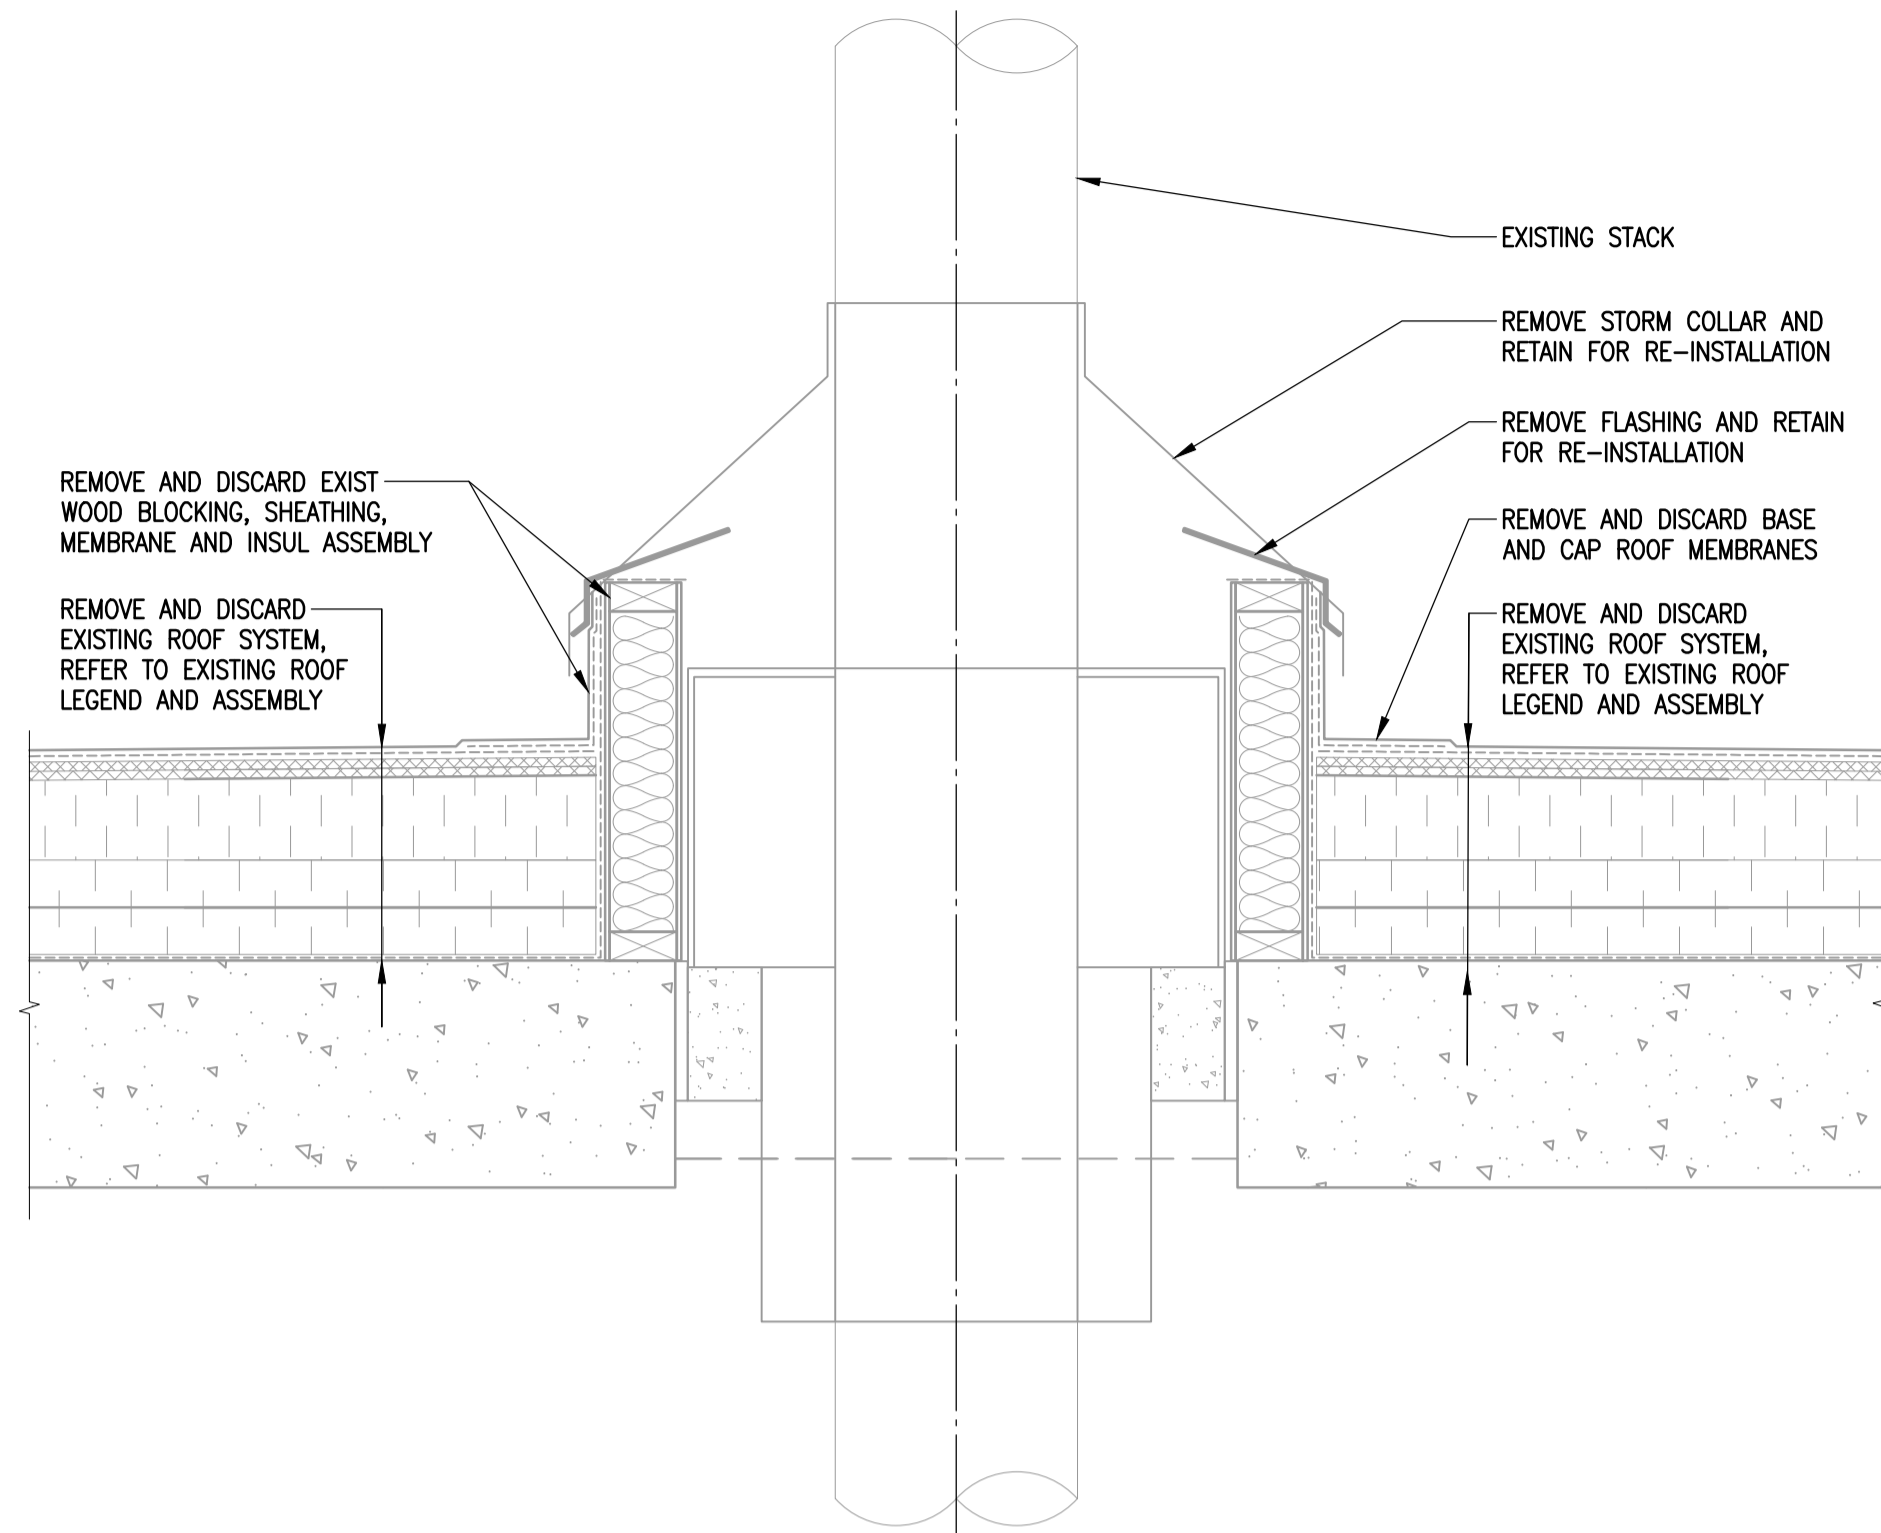 EXISTING STACK
REMOVE STORM COLLAR AND
RETAIN FOR RE-INSTALLATION
REMOVE FLASHING AND RETAIN
FOR RE-INSTALLATION
REMOVE AND DISCARD EXIST
WOOD BLOCKING, SHEATHING,
MEMBRANE AND INSUL ASSEMBLY
REMOVE AND DISCARD BASE
AND CAP ROOF MEMBRANES
REMOVE AND DISCARD
EXISTING ROOF SYSTEM,
REFER TO EXISTING ROOF
LEGEND AND ASSEMBLY
REMOVE AND DISCARD
EXISTING ROOF SYSTEM,
REFER TO EXISTING ROOF
LEGEND AND ASSEMBLY